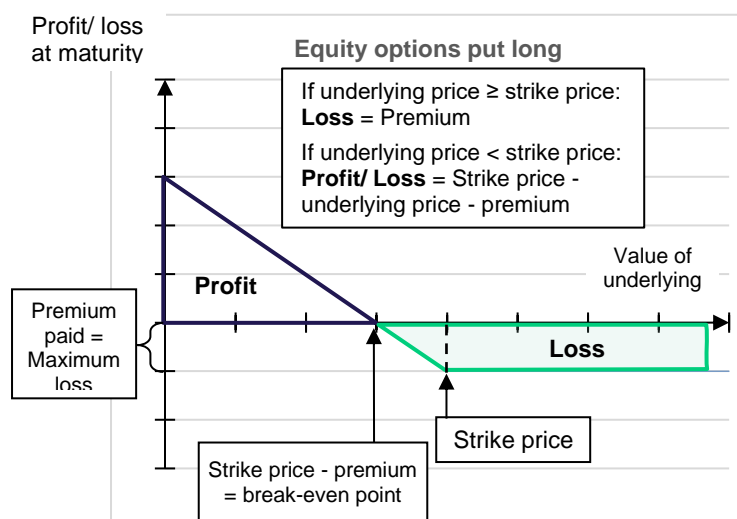 Profit/ loss
at maturity
Equity options put long
If underlying price ≥ strike price:
Loss = Premium
If underlying price < strike price:
Profit/ Loss = Strike price -
underlying price - premium
Value of
underlying
Profit
Premium
paid =
Maximum
loss
Loss
Strike price
Strike price - premium
= break-even point